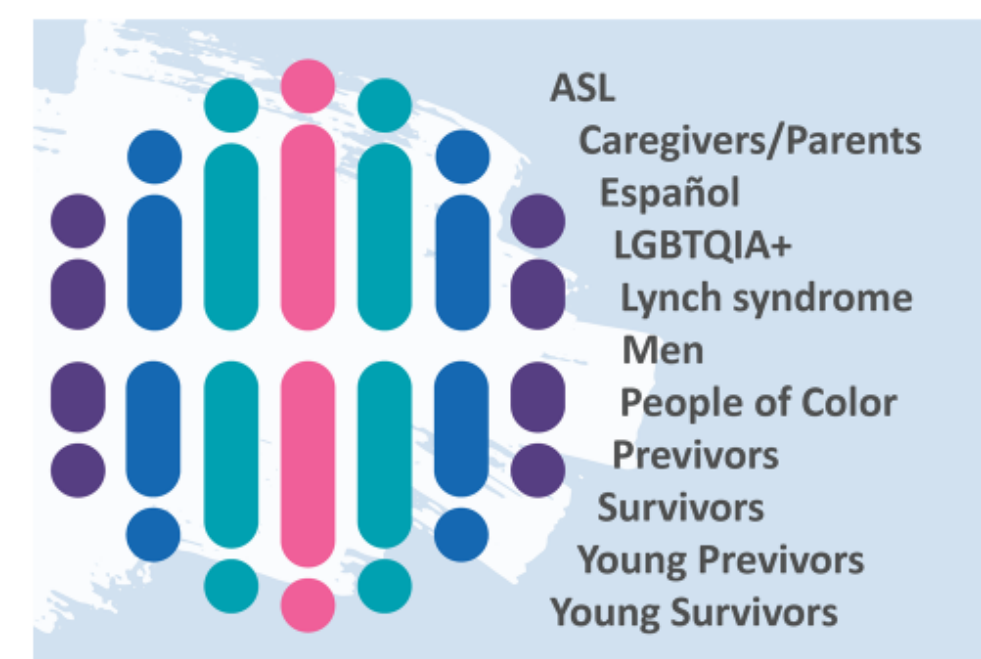 ASL
Caregivers/Parents
Español
LGBTQIA+
Lynch syndrome
Men
People of Color
Previvors
Survivors
Young Previvors
Young Survivors